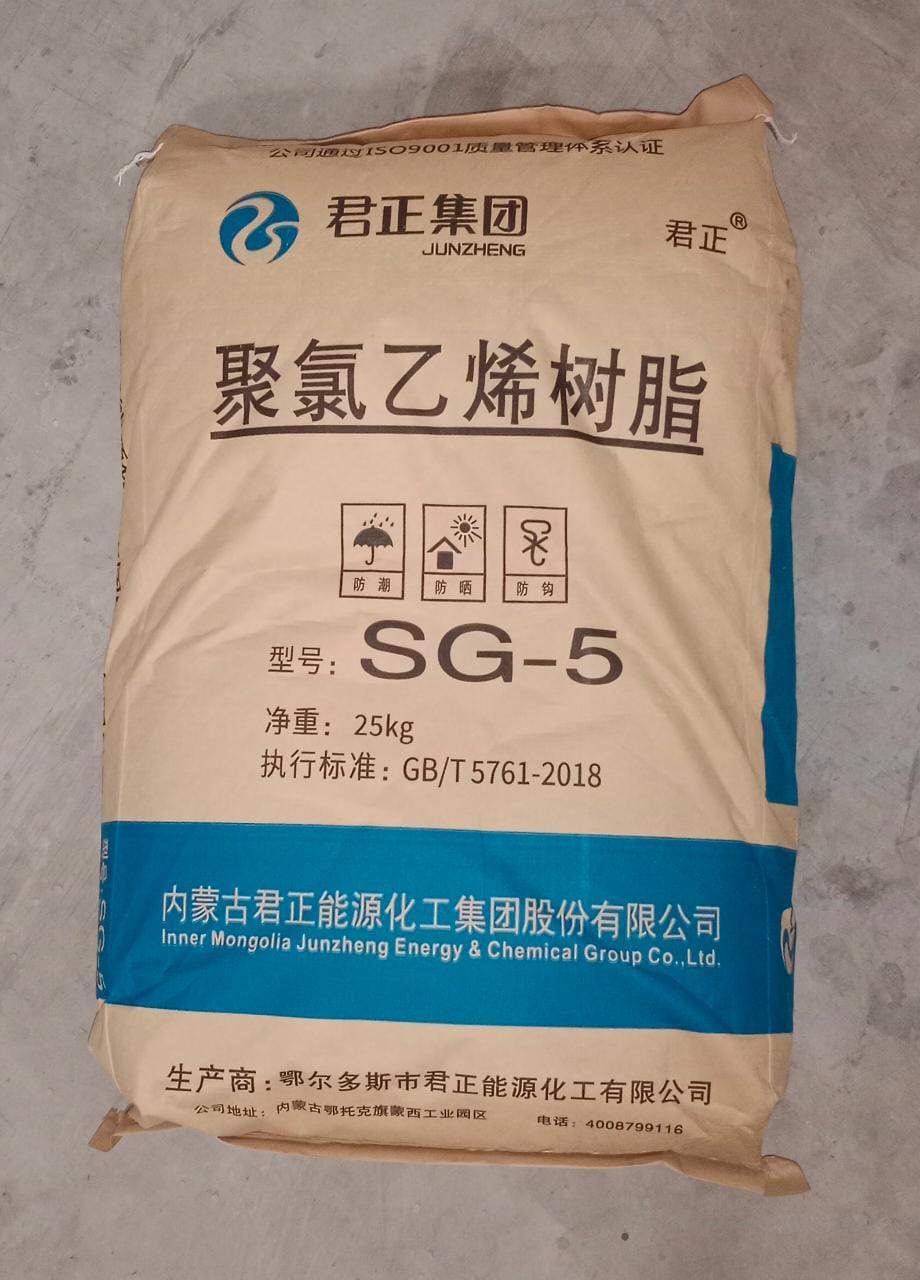 公司通过ISO9001质量管理体系认证
君正集团
JUNZHENG
君正®
聚氯乙烯树脂
防 潮
防 晒
防 钩
型号：SG-5
净重：25kg
执行标准：GB/T 5761-2018
内蒙古君正能源化工集团股份有限公司
Inner Mongolia Junzheng Energy & Chemical Group Co.,Ltd.
生产商：鄂尔多斯市君正能源化工有限公司
公司地址：内蒙古鄂托克旗蒙西工业园区
电话：4008799116
型号：SG-5